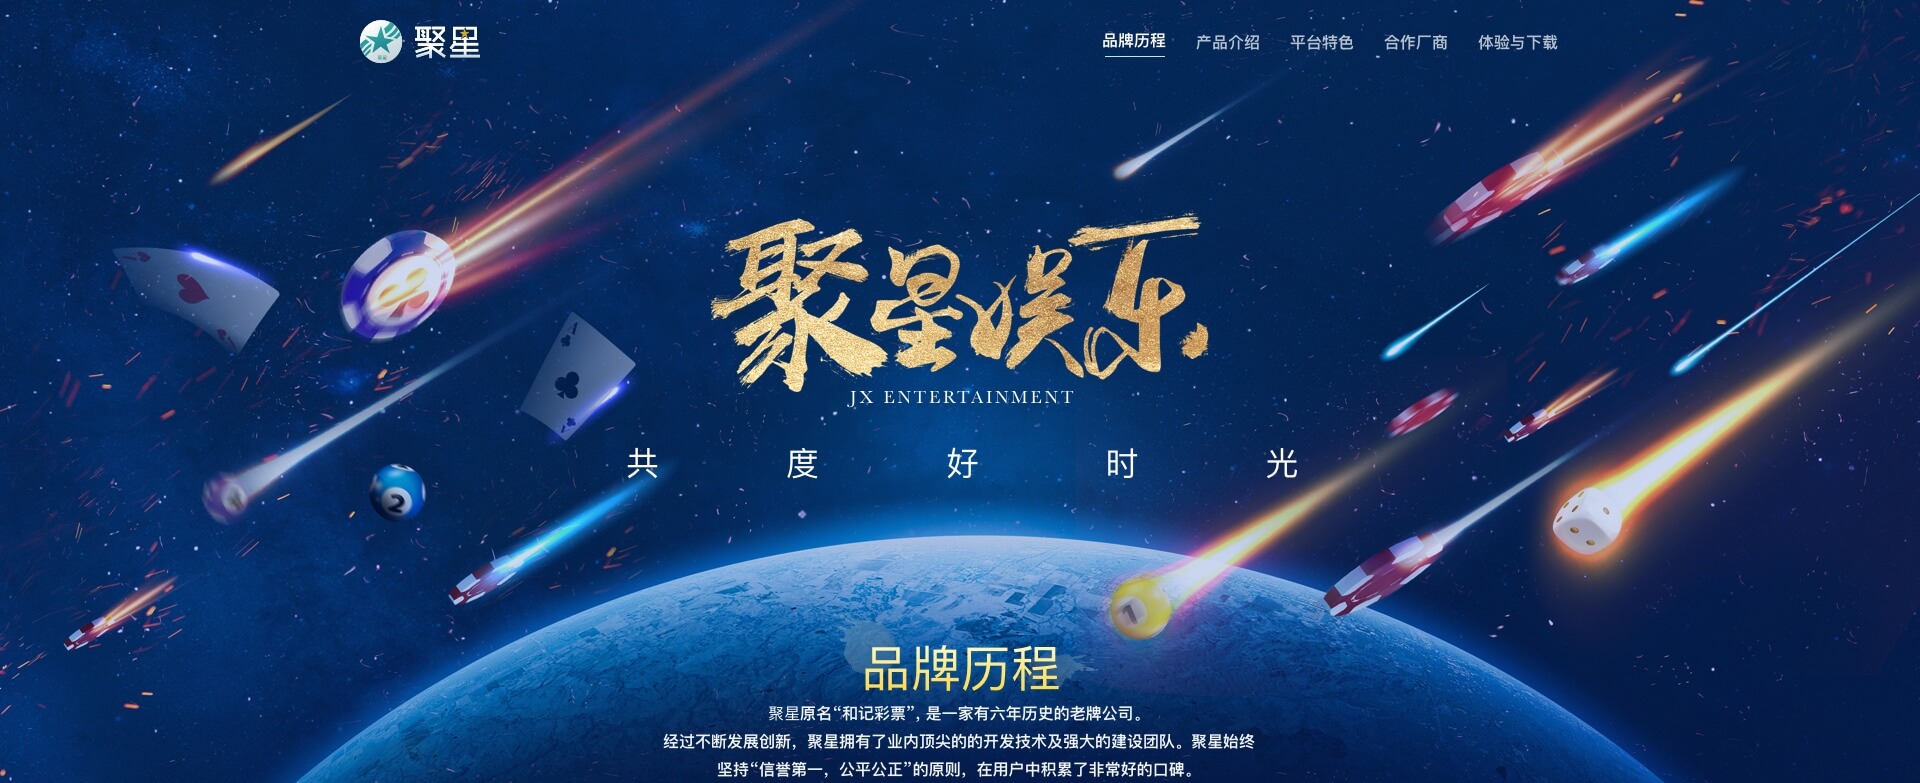 聚星
品牌历程 产品介绍 平台特色 合作厂商 体验与下载
聚星娱乐
JX ENTERTAINMENT
共度好时光
2
品牌历程
聚星原名“和记彩票”, 是一家有六年历史的老牌公司。
经过不断发展创新，聚星拥有了业内顶尖的的开发技术及强大的建设团队。聚星始终
坚持“信誉第一，公平公正”的原则，在用户中积累了非常好的口碑。